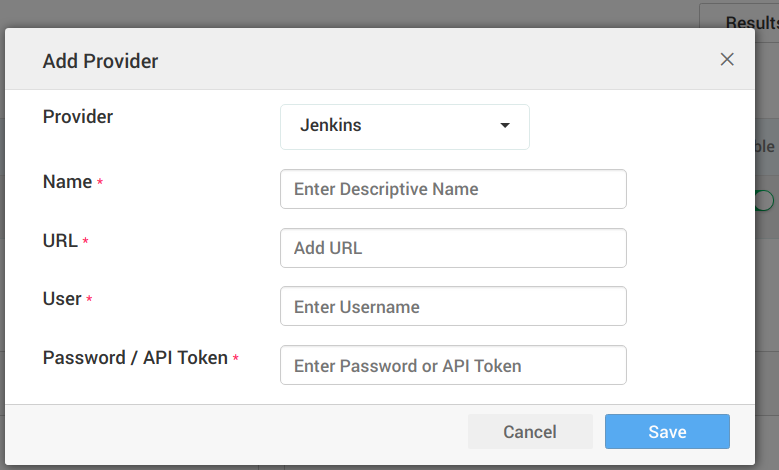 Results
Add Provider
Provider
Jenkins
ble
Name *
Enter Descriptive Name
URL *
Add URL
User *
Enter Username
Password / API Token *
Enter Password or API Token
Cancel
Save